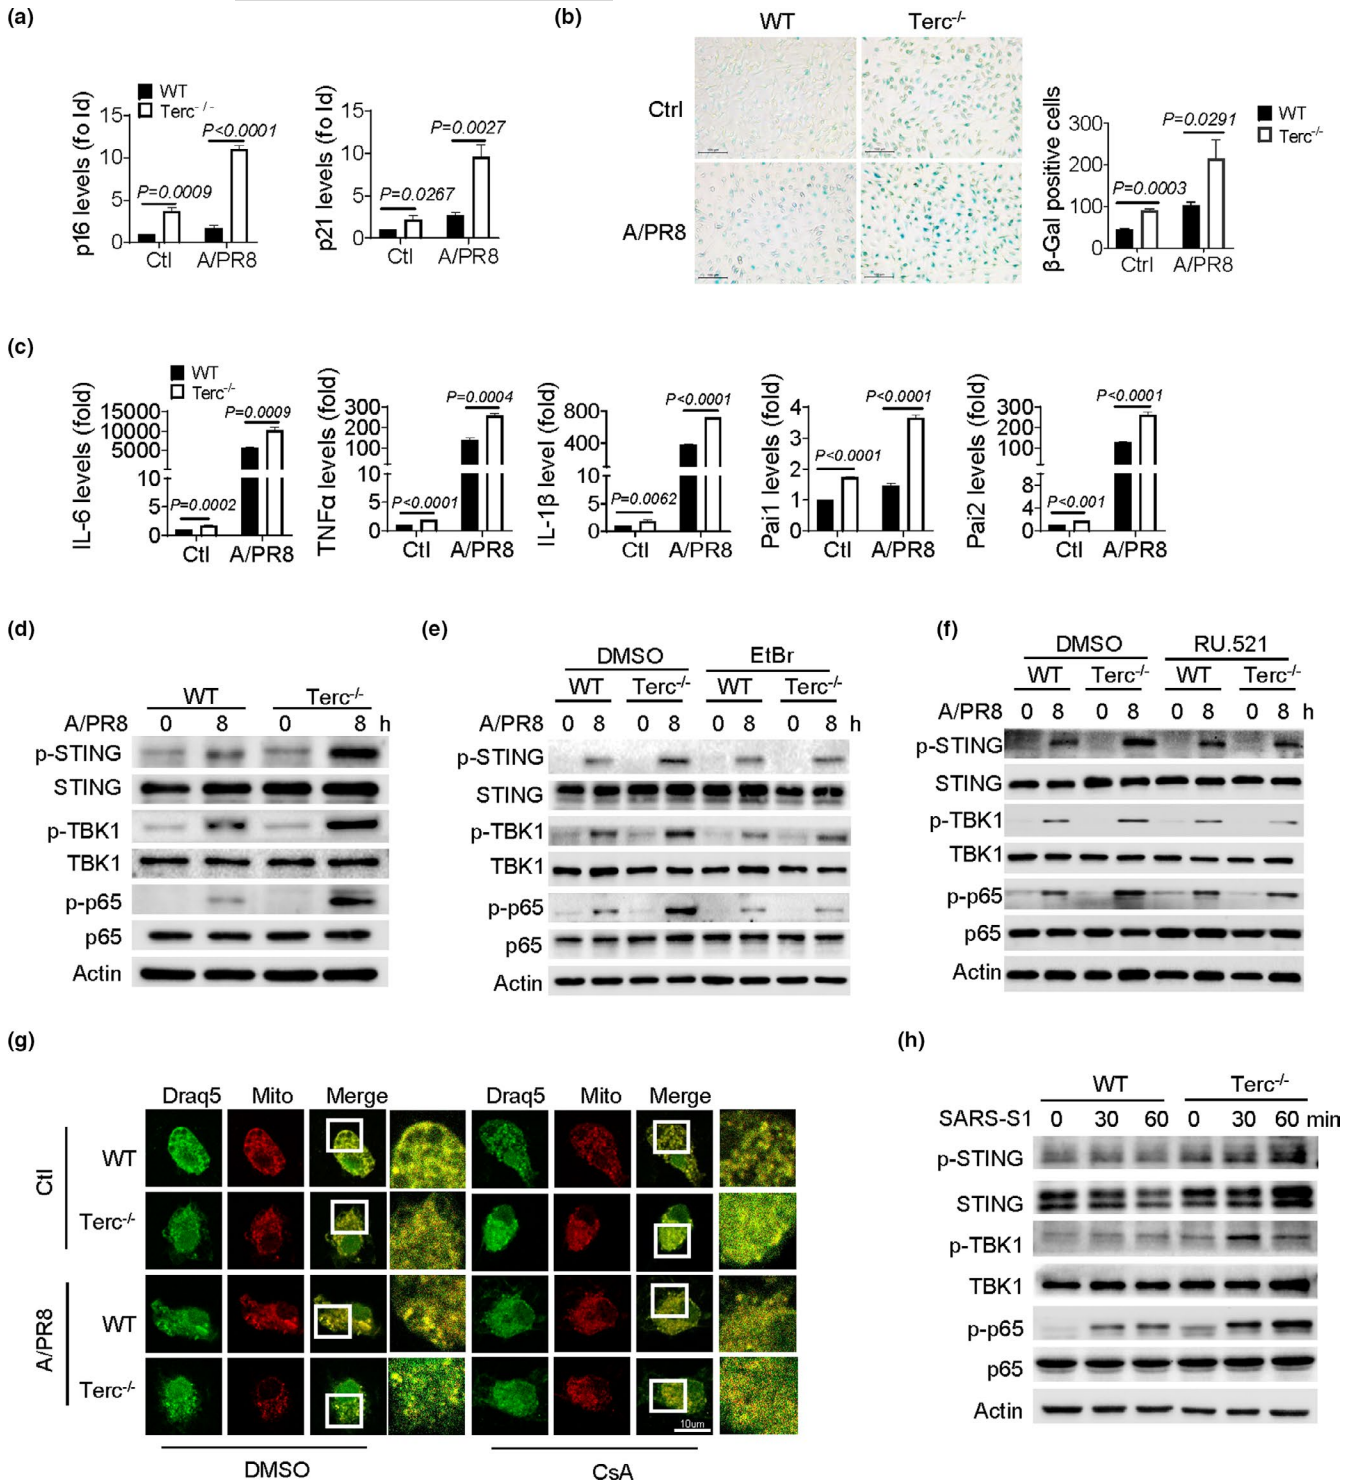 (a)
WT
Terc-/-
p16 levels (fo ld)
15
10
5
0
P<0.0001
P=0.0009
Ctl
A/PR8
p21 levels (fo ld)
15
10
5
0
P=0.0027
P=0.0267
Ctl
A/PR8
(b)
WT
Terc-/-
Ctrl
A/PR8
β-Gal positive cells
300
200
100
0
P=0.0291
P=0.0003
Ctrl
A/PR8
WT
Terc-/-
(c)
WT
Terc-/-
IL-6 levels (fold)
15000
10000
5000
10
5
0
P=0.0009
P=0.0002
Ctl
A/PR8
TNFα levels (fold)
300
200
100
10
5
0
P=0.0004
P<0.0001
Ctl
A/PR8
IL-1β level (fold)
800
400
10
5
0
P<0.0001
P=0.0062
Ctl
A/PR8
Pai1 levels (fold)
4
3
2
1
0
P<0.0001
P<0.0001
Ctl
A/PR8
Pai2 levels (fold)
300
200
100
10
5
0
P<0.0001
P<0.001
Ctl
A/PR8
(d)
WT Terc-/-
A/PR8 0 8 0 8 h
p-STING
STING
p-TBK1
TBK1
p-p65
p65
Actin
(e)
DMSO EtBr
WT Terc-/- WT Terc-/-
A/PR8 0 8 0 8 0 8 0 8 h
p-STING
STING
p-TBK1
TBK1
p-p65
p65
Actin
(f)
DMSO RU.521
WT Terc-/- WT Terc-/-
A/PR8 0 8 0 8 0 8 0 8 h
p-STING
STING
p-TBK1
TBK1
p-p65
p65
Actin
(g)
Draq5 Mito Merge Draq5 Mito Merge
Ctl
WT
Terc-/-
A/PR8
WT
Terc-/-
10um
DMSO CsA
(h)
WT Terc-/-
SARS-S1 0 30 60 0 30 60 min
p-STING
STING
p-TBK1
TBK1
p-p65
p65
Actin